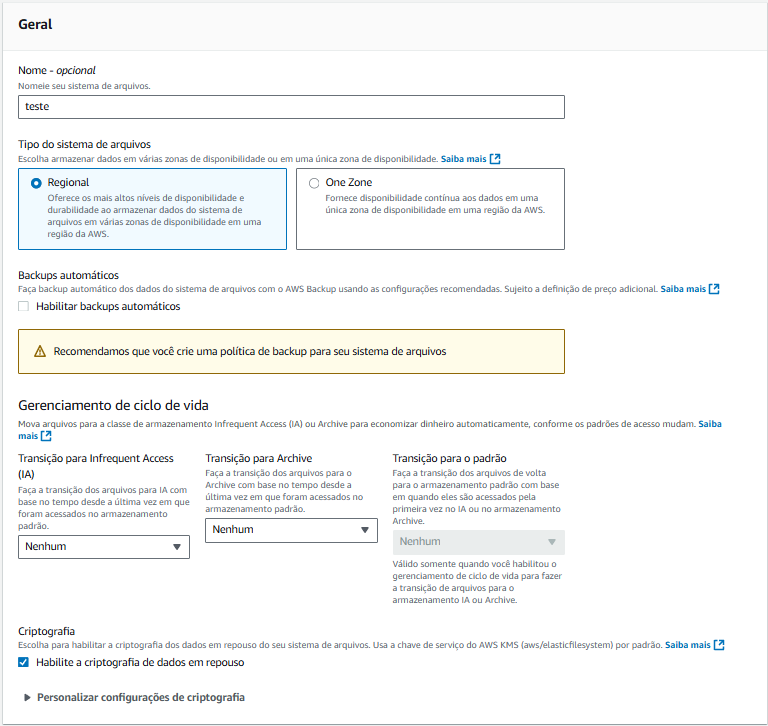 Geral
Nome - opcional
Nomeie seu sistema de arquivos.
teste
Tipo do sistema de arquivos
Escolha armazenar dados em várias zonas de disponibilidade ou em uma única zona de disponibilidade. Saiba mais
Regional
Oferece os mais altos níveis de disponibilidade e
durabilidade ao armazenar dados do sistema de
arquivos em várias zonas de disponibilidade em uma
região da AWS.
One Zone
Fornece disponibilidade contínua aos dados em uma
única zona de disponibilidade em uma região da AWS.
Backups automáticos
Faça backup automático dos dados do sistema de arquivos com o AWS Backup usando as configurações recomendadas. Sujeito a definição de preço adicional. Saiba mais
Habilitar backups automáticos
Recomendamos que você crie uma política de backup para seu sistema de arquivos
Gerenciamento de ciclo de vida
Mova arquivos para a classe de armazenamento Infrequent Access (IA) ou Archive para economizar dinheiro automaticamente, conforme os padrões de acesso mudam. Saiba
mais
Transição para Infrequent Access
(IA)
Faça a transição dos arquivos para IA com
base no tempo desde a última vez em que
foram acessados no armazenamento
padrão.
Nenhum
Transição para Archive
Faça a transição dos arquivos para o
Archive com base no tempo desde a
última vez em que foram acessados no
armazenamento padrão.
Nenhum
Transição para o padrão
Faça a transição dos arquivos de volta
para o armazenamento padrão com base
em quando eles são acessados pela
primeira vez no IA ou no armazenamento
Archive.
Nenhum
Válido somente quando você habilitou o
gerenciamento de ciclo de vida para fazer
a transição de arquivos para o
armazenamento IA ou Archive.
Criptografia
Escolha para habilitar a criptografia dos dados em repouso do seu sistema de arquivos. Usa a chave de serviço do AWS KMS (aws/elasticfilesystem) por padrão. Saiba mais
Habilite a criptografia de dados em repouso
Personalizar configurações de criptografia